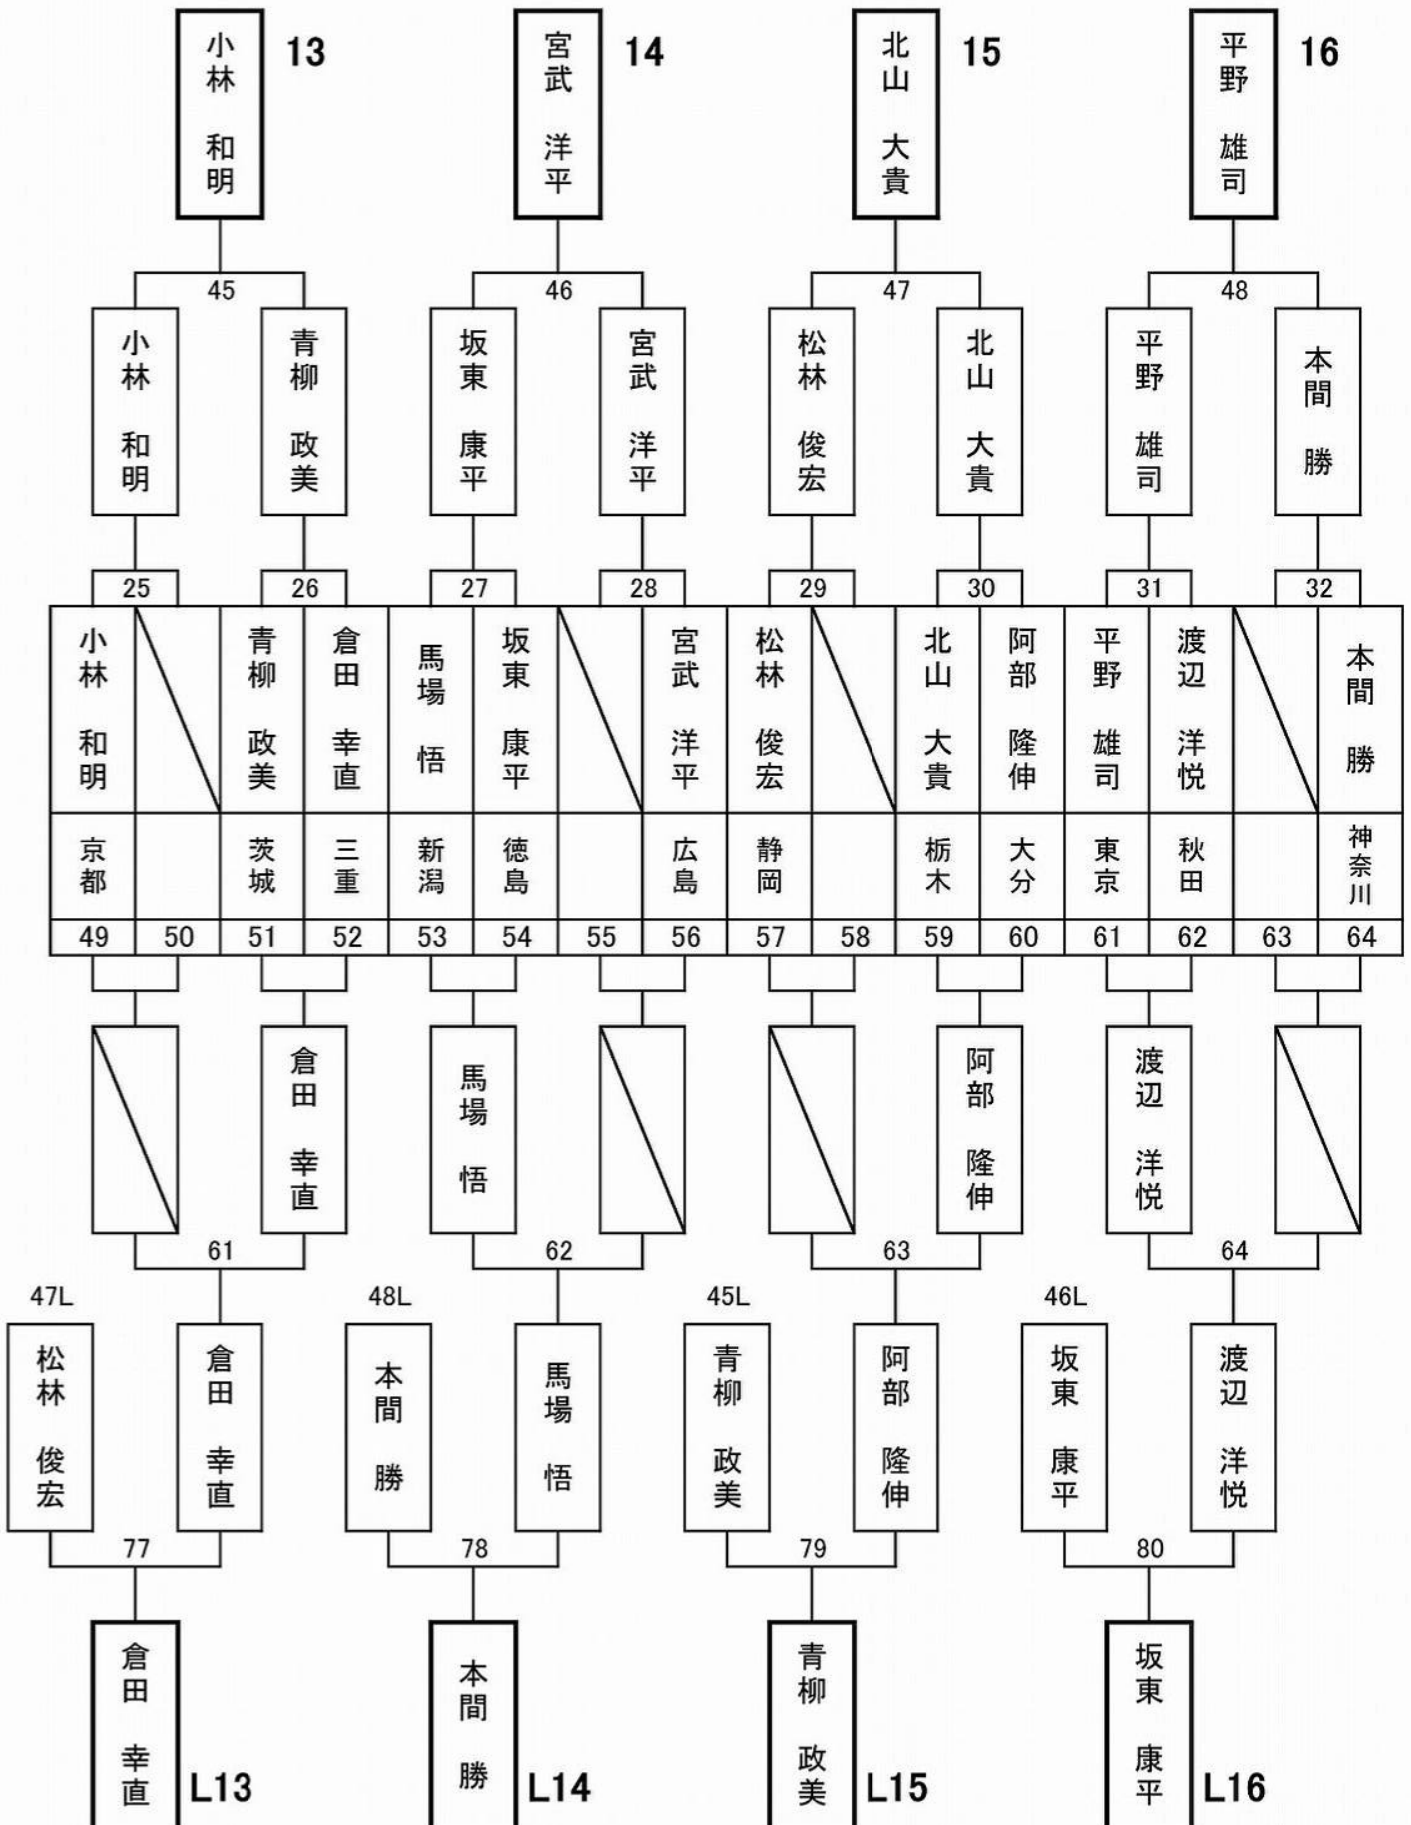 小林 和明 13 宮武 洋平 14 北山 大貴 15 平野 雄司 16
45 46 47 48
小林 和明 青柳 政美 坂東 康平 宮武 洋平 松林 俊宏 北山 大貴 平野 雄司 本間 勝
25 26 27 28 29 30 31 32
小林 和明 青柳 政美 倉田 幸直 馬場 悟 坂東 康平 宮武 洋平 松林 俊宏 北山 大貴 阿部 隆伸 平野 雄司 渡辺 洋悦 本間 勝
京都 茨城 三重 新潟 徳島 広島 静岡 栃木 大分 東京 秋田 神奈川
49 50 51 52 53 54 55 56 57 58 59 60 61 62 63 64
倉田 幸直 馬場 悟 阿部 隆伸 渡辺 洋悦
61 62 63 64
47L 48L 45L 46L
松林 俊宏 倉田 幸直 本間 勝 馬場 悟 青柳 政美 阿部 隆伸 坂東 康平 渡辺 洋悦
77 78 79 80
倉田 幸直 L13 本間 勝 L14 青柳 政美 L15 坂東 康平 L16